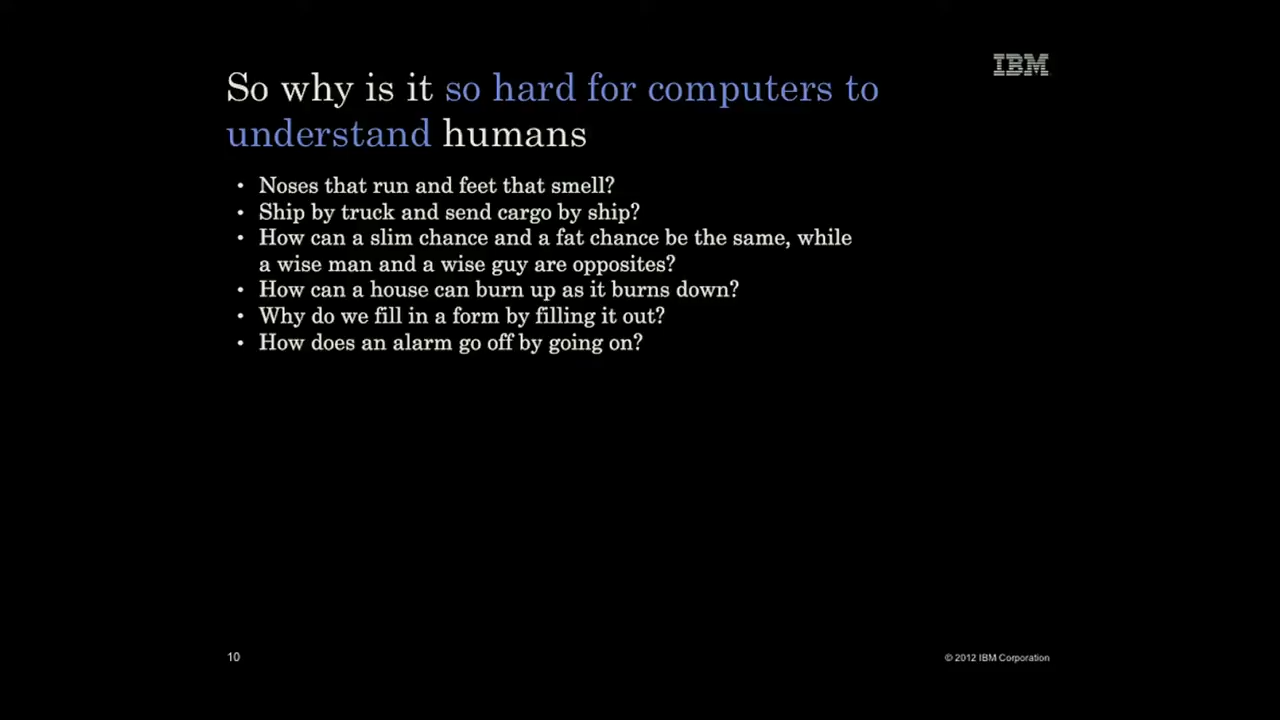 IBM
So why is it so hard for computers to
understand humans
• Noses that run and feet that smell?
• Ship by truck and send cargo by ship?
• How can a slim chance and a fat chance be the same, while
a wise man and a wise guy are opposites?
• How can a house can burn up as it burns down?
• Why do we fill in a form by filling it out?
• How does an alarm go off by going on?
10
© 2012 IBM Corporation